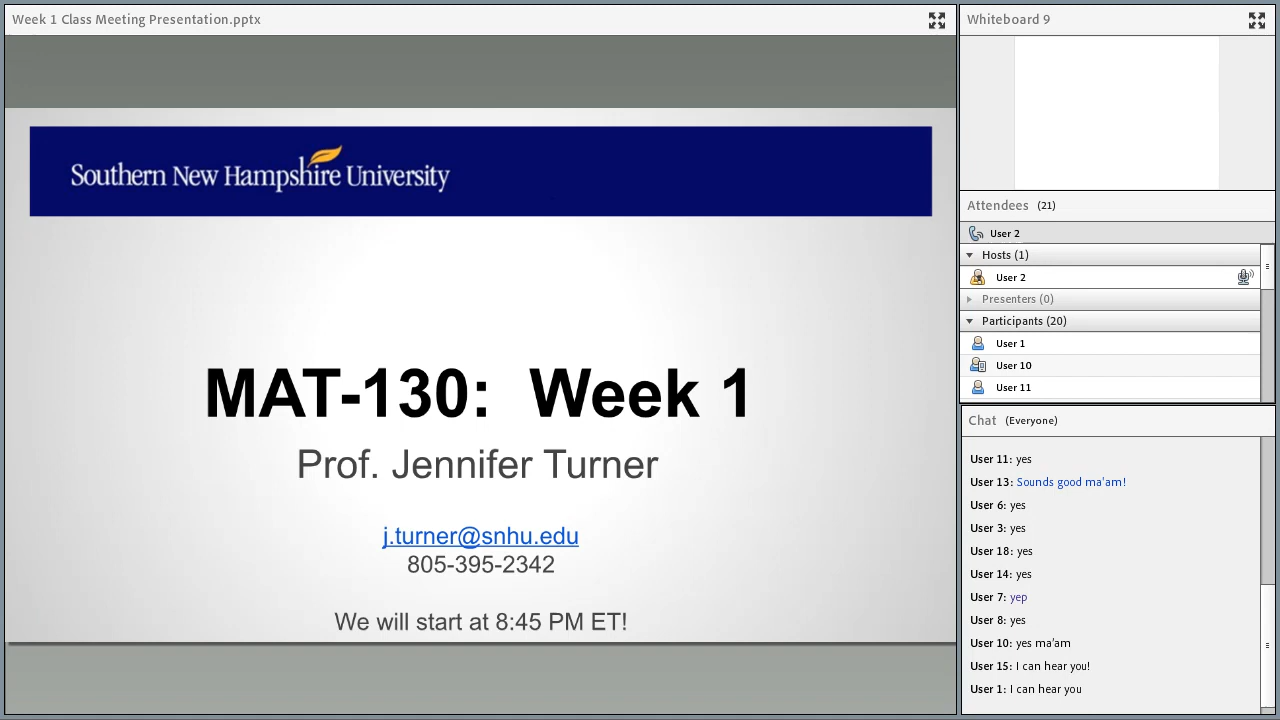 Week 1 Class Meeting Presentation.pptx
Southern New Hampshire University
MAT-130:  Week 1
Prof. Jennifer Turner
j.turner@snhu.edu
805-395-2342
We will start at 8:45 PM ET!
Whiteboard 9
Attendees (21)
User 2
Hosts (1)
User 2
Presenters (0)
Participants (20)
User 1
User 10
User 11
Chat (Everyone)
User 11: yes
User 13: Sounds good ma'am!
User 6: yes
User 3: yes
User 18: yes
User 14: yes
User 7: yep
User 8: yes
User 10: yes ma'am
User 15: I can hear you!
User 1: I can hear you